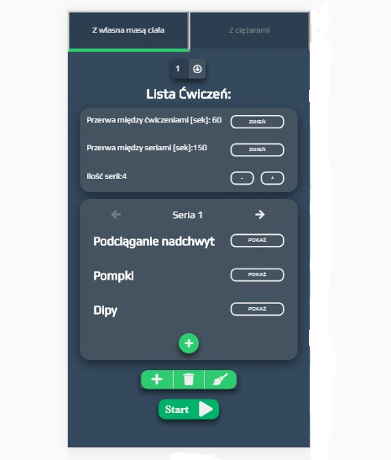 Z własna masą ciała
Z ciężarami
1
Lista Ćwiczeń:
Przerwa między ćwiczeniami [sek]: 60
ZMIEŃ
Przerwa między seriami [sek]:150
ZMIEŃ
Ilość serii:4
- +
Seria 1
Podciąganie nadchwyt
POKAŻ
Pompki
POKAŻ
Dipy
POKAŻ
Start